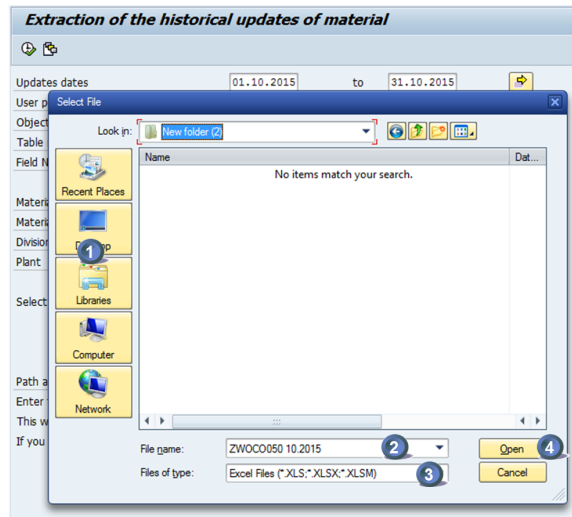 Extraction of the historical updates of material
Updates dates 01.10.2015 to 31.10.2015
User p
Select File
Object
Look in: New folder (2)
Table
Field N
Name Dat...
No items match your search.
Recent Places
Materia
Materia
Division
1
Plant
Libraries
Select
Computer
Path a
Enter
Network
This w
If you
File name: ZWOCO050 10.2015 2 Open 4
Files of type: Excel Files (*.XLS;*.XLSX;*.XLSM) 3 Cancel